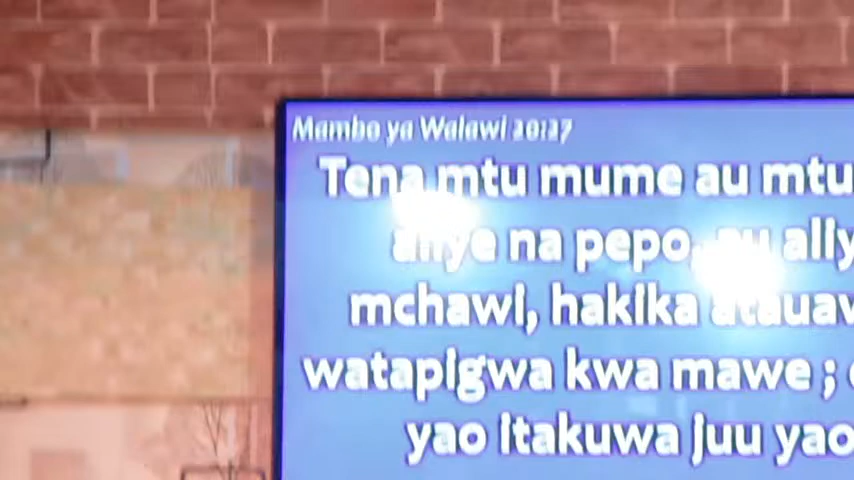 Mambo ya Walawi 20:27
Tena mtu mume au mtu
aliye na pepo, au
mchawi, hakika
watapigwa kwa mawe ;
yao itakuwa juu yao